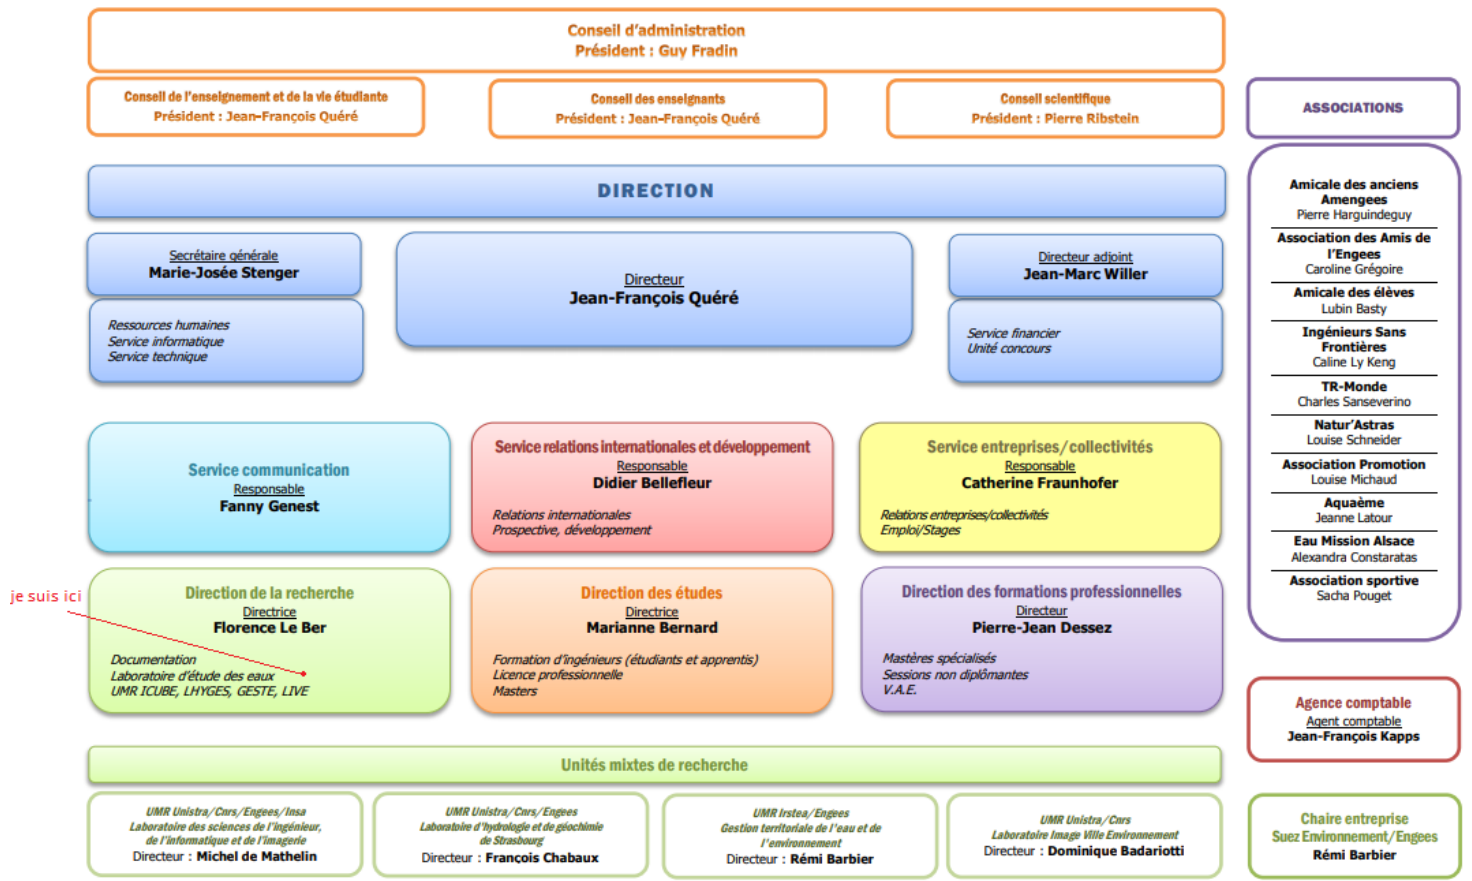 Conseil d'administration
Président : Guy Fradin
Conseil de l'enseignement et de la vie étudiante
Président : Jean-François Quéré
Conseil des enseignants
Président : Jean-François Quéré
Conseil scientifique
Président : Pierre Ribstein
DIRECTION
Secrétaire générale
Marie-Josée Stenger
Ressources humaines
Service informatique
Service technique
Directeur
Jean-François Quéré
Directeur adjoint
Jean-Marc Willer
Service financier
Unité concours
Service communication
Responsable
Fanny Genest
Service relations internationales et développement
Responsable
Didier Bellefleur
Relations internationales
Prospective, développement
Service entreprises/collectivités
Responsable
Catherine Fraunhofer
Relations entreprises/collectivités
Emploi/Stages
je suis ici
Direction de la recherche
Directrice
Florence Le Ber
Documentation
Laboratoire d'étude des eaux
UMR ICUBE, LHYGES, GESTE, LIVE
Direction des études
Directrice
Marianne Bernard
Formation d'ingénieurs (étudiants et apprentis)
Licence professionnelle
Masters
Direction des formations professionnelles
Directeur
Pierre-Jean Dessez
Mastères spécialisés
Sessions non diplômantes
V.A.E.
Unités mixtes de recherche
UMR Unistra/Cnrs/Engees/Insa
Laboratoire des sciences de l'ingénieur,
de l'informatique et de l'imagerie
Directeur : Michel de Mathelin
UMR Unistra/Cnrs/Engees
Laboratoire d'hydrologie et de géochimie
de Strasbourg
Directeur : François Chabaux
UMR Irstea/Engees
Gestion territoriale de l'eau et de
l'environnement
Directeur : Rémi Barbier
UMR Unistra/Cnrs
Laboratoire Image Ville Environnement
Directeur : Dominique Badariotti
ASSOCIATIONS
Amicale des anciens
Amengees
Pierre Harguindeguy
Association des Amis de
l'Engees
Caroline Grégoire
Amicale des élèves
Lubin Basty
Ingénieurs Sans
Frontières
Caline Ly Keng
TR-Monde
Charles Sanseverino
Natur'Astras
Louise Schneider
Association Promotion
Louise Michaud
Aquaème
Jeanne Latour
Eau Mission Alsace
Alexandra Constaratas
Association sportive
Sacha Pouget
Agence comptable
Agent comptable
Jean-François Kapps
Chaire entreprise
Suez Environnement/Engees
Rémi Barbier